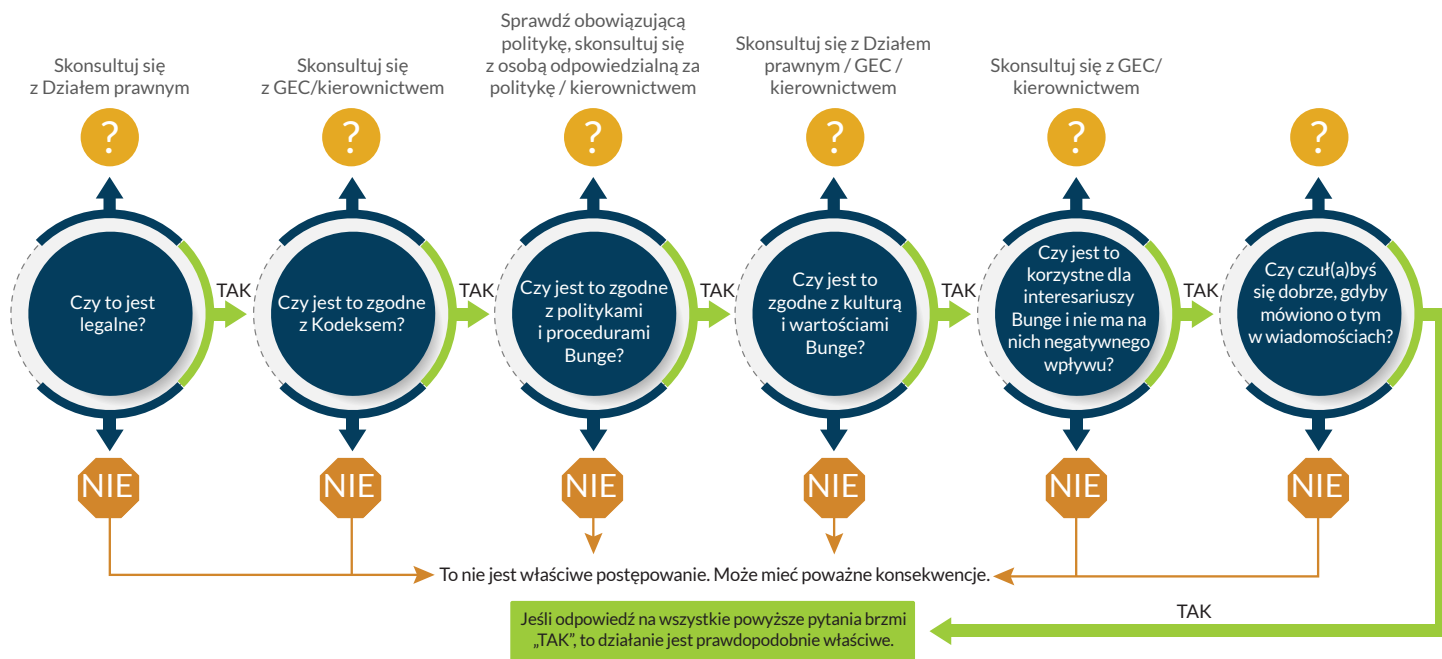 Skonsultuj się
z Działem prawnym
Skonsultuj się
z GEC/kierownictwem
Sprawdź obowiązującą
politykę, skonsultuj się
z osobą odpowiedzialną za
politykę / kierownictwem
Skonsultuj się z Działem
prawnym / GEC /
kierownictwem
Skonsultuj się z GEC/
kierownictwem
?
?
?
?
?
?
Czy to jest
legalne?
TAK
Czy jest to zgodne
z Kodeksem?
TAK
Czy jest to zgodne
z politykami
i procedurami
Bunge?
TAK
Czy jest to
zgodne z kulturą
i wartościami
Bunge?
TAK
Czy jest to
korzystne dla
interesariuszy
Bunge i nie ma na
nich negatywnego
wpływu?
TAK
Czy czuł(a)byś
się dobrze, gdyby
mówiono o tym
w wiadomościach?
NIE
NIE
NIE
NIE
NIE
NIE
To nie jest właściwe postępowanie. Może mieć poważne konsekwencje.
TAK
Jeśli odpowiedź na wszystkie powyższe pytania brzmi
„TAK”, to działanie jest prawdopodobnie właściwe.